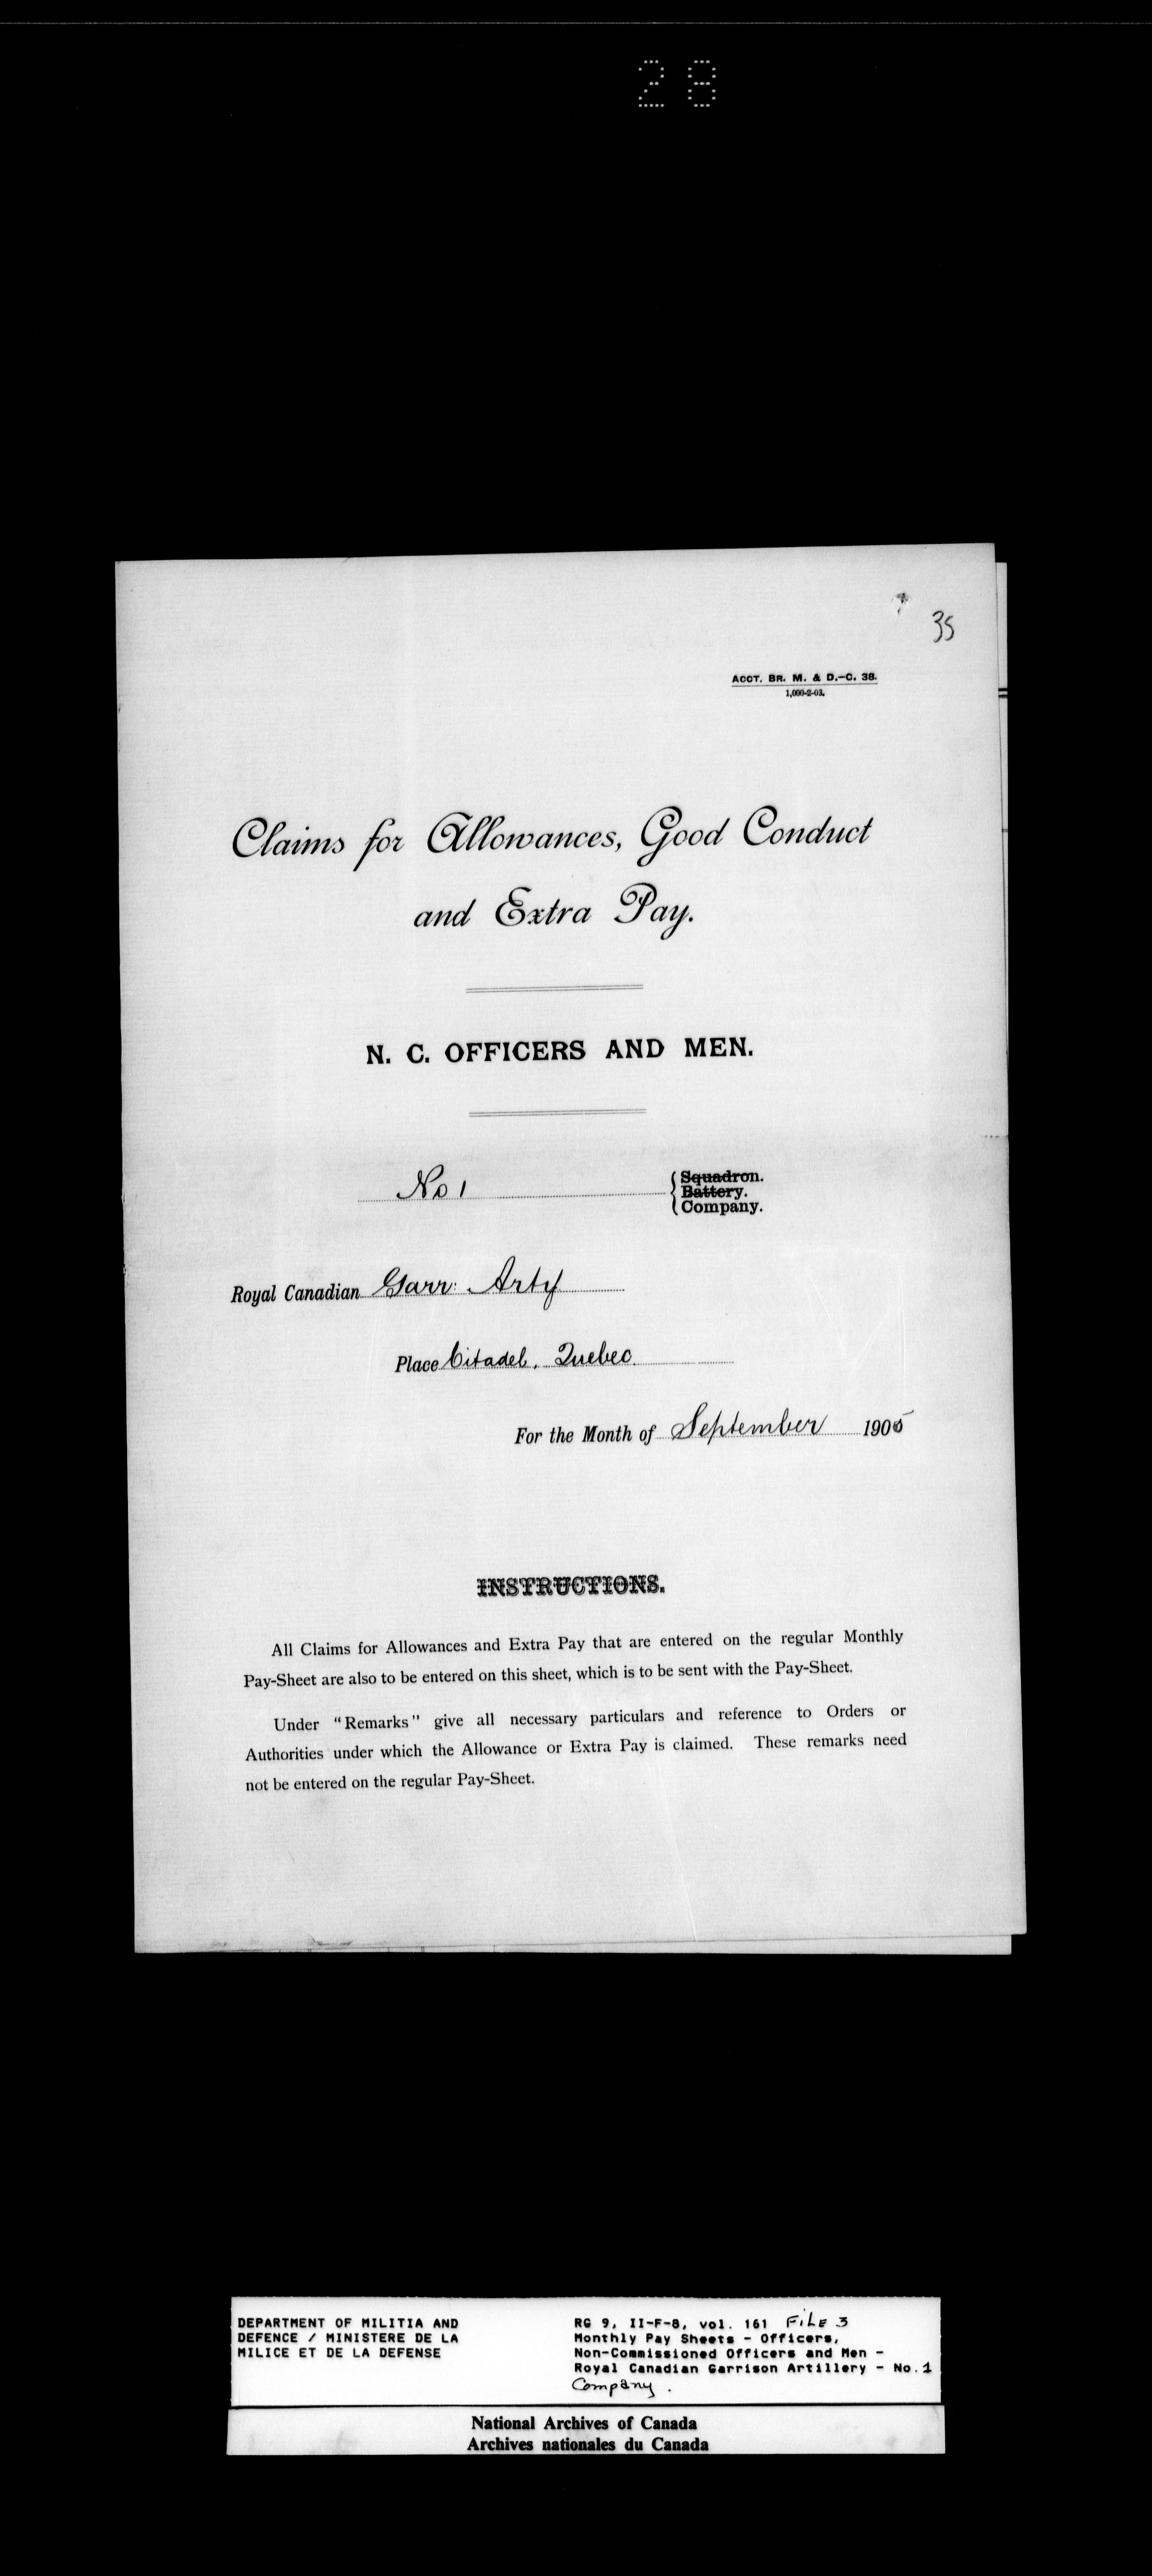 28
35
ACCT. BR. M. & D.–C. 38.
1,000-2-03.
Claims for Allowances, Good Conduct
and Extra Pay.
N. C. OFFICERS AND MEN.
No 1 Squadron.
Battery.
Company.
Royal Canadian Garr: Arty
Place Citadel, Quebec
For the Month of September 1905
INSTRUCTIONS.
All Claims for Allowances and Extra Pay that are entered on the regular Monthly
Pay-Sheet are also to be entered on this sheet, which is to be sent with the Pay-Sheet.
Under "Remarks" give all necessary particulars and reference to Orders or
Authorities under which the Allowance or Extra Pay is claimed. These remarks need
not be entered on the regular Pay-Sheet.
DEPARTMENT OF MILITIA AND
DEFENCE / MINISTERE DE LA
MILICE ET DE LA DEFENSE
RG 9, II-F-8, vol. 161 FiLE 3
Monthly Pay Sheets - Officers,
Non-Commissioned Officers and Men -
Royal Canadian Garrison Artillery - No.1
Company.
National Archives of Canada
Archives nationales du Canada